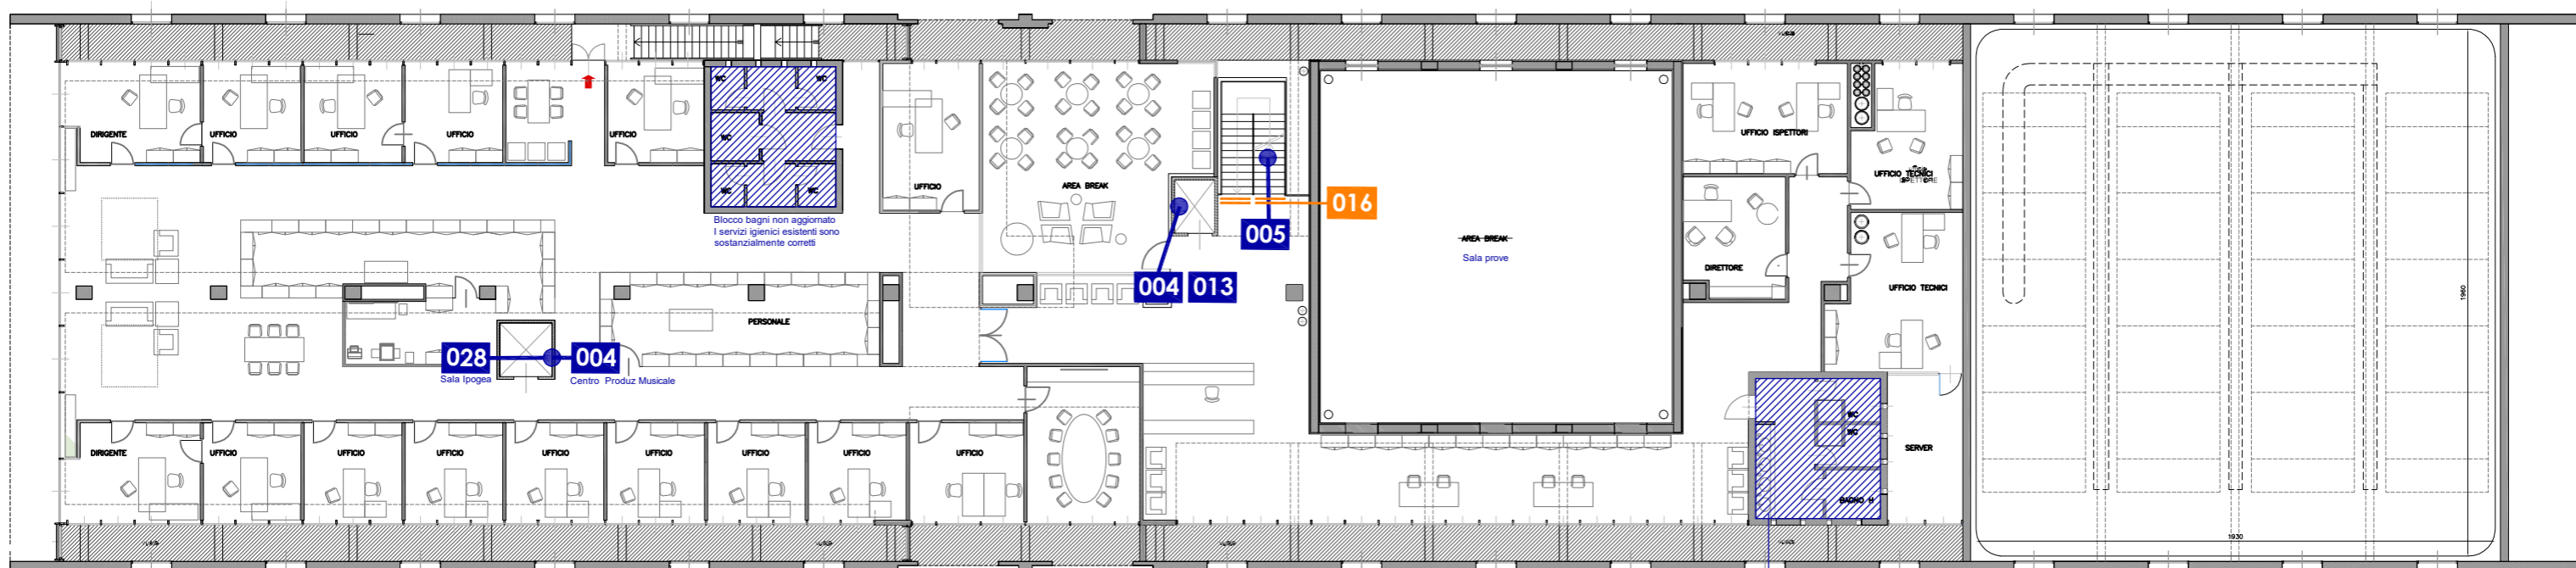 WC
WC
DIRIGENTE
UFFICIO
UFFICIO
UFFICIO
UFFICIO
WC
WC
WC
Blocco bagni non aggiornato
I servizi igienici esistenti sono
sostanzialmente corretti
UFFICIO
AREA BREAK
016
005
004
013
AREA BREAK
Sala prove
UFFICIO ISPETTORI
UFFICIO TECNICI
DIRETTORE
UFFICIO TECNICI
1960
PERSONALE
028
Sala Ipogea
004
Centro Produz Musicale
DIRIGENTE
UFFICIO
UFFICIO
UFFICIO
UFFICIO
UFFICIO
UFFICIO
UFFICIO
UFFICIO
WC
WC
SERVER
BAGNO H
1930